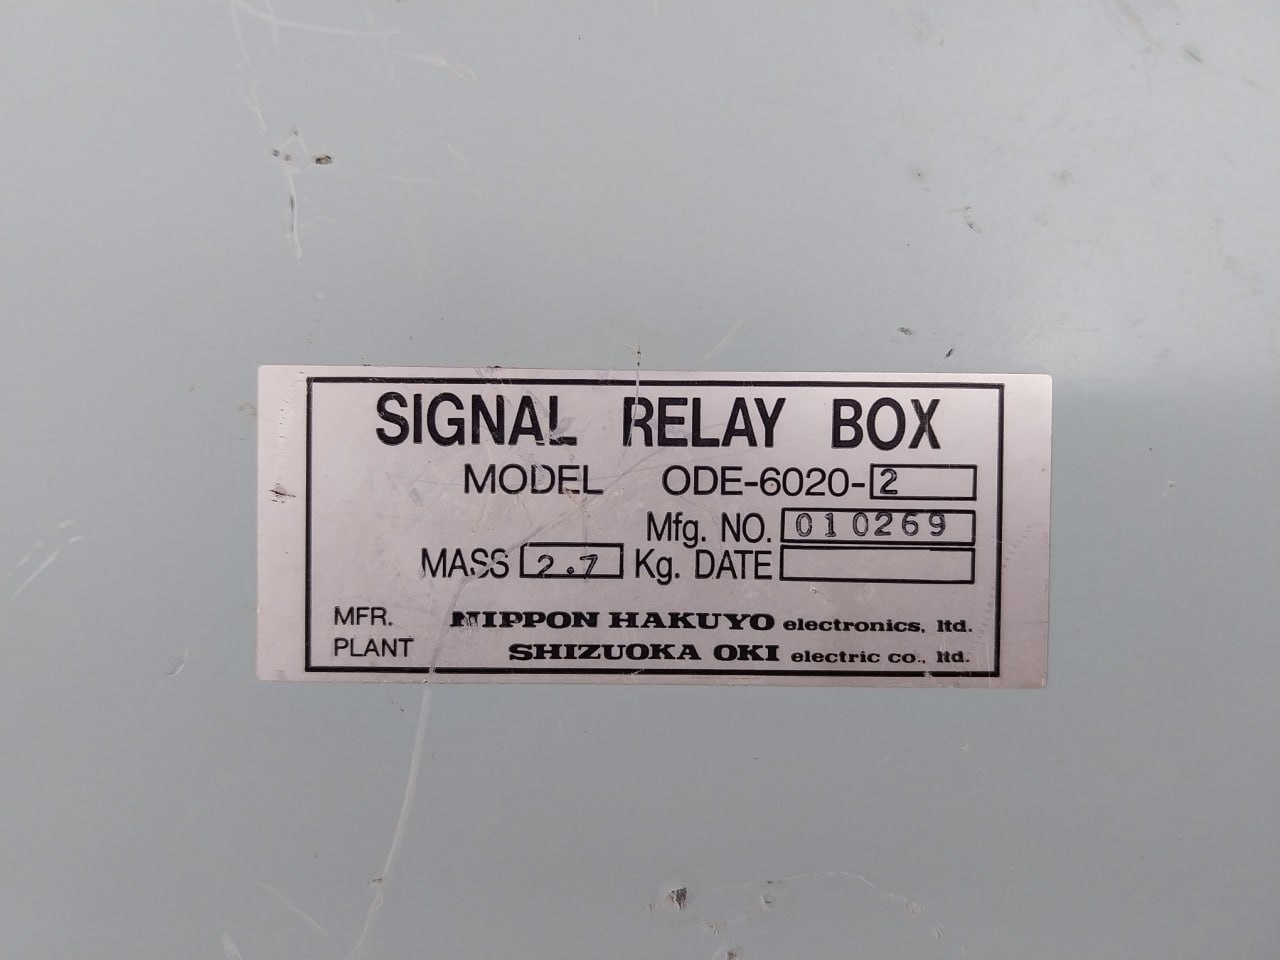 SIGNAL RELAY BOX
MODEL ODE-6020-2
Mfg. NO. 010269
MASS 2.7 Kg. DATE
MFR. NIPPON HAKUYO electronics, ltd.
PLANT SHIZUOKA OKI electric co., ltd.